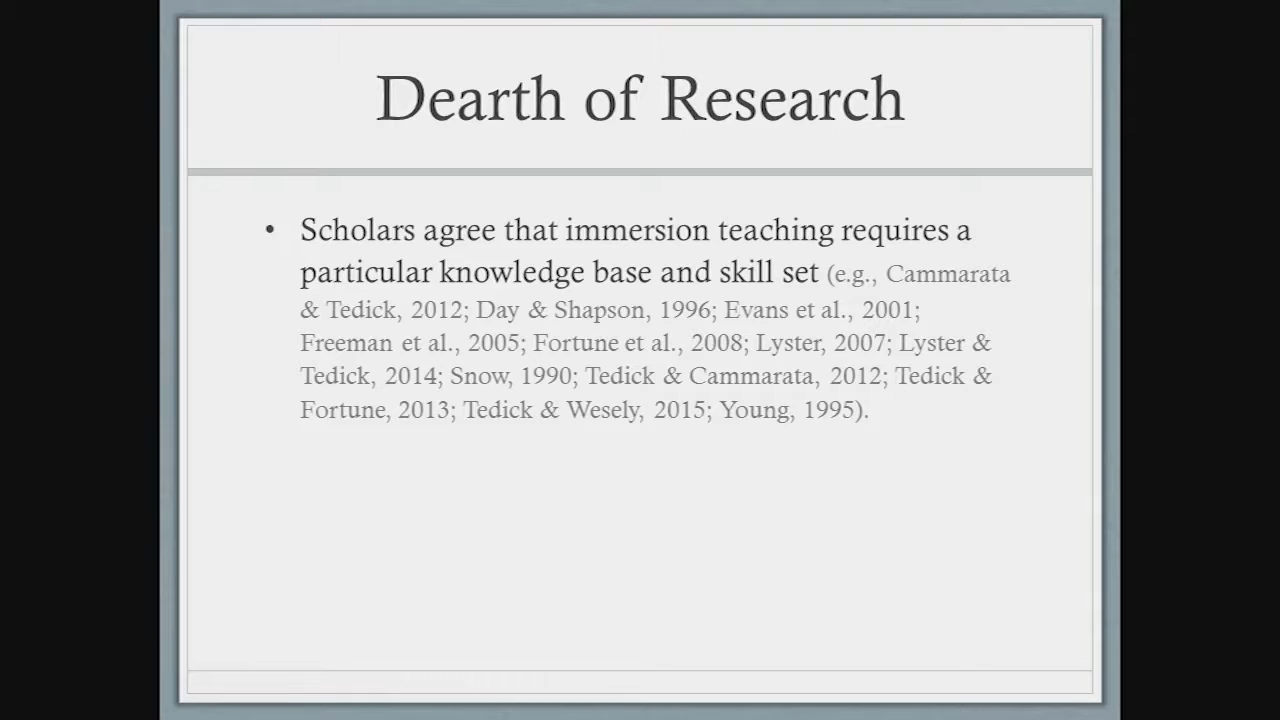 Dearth of Research
• Scholars agree that immersion teaching requires a
particular knowledge base and skill set (e.g., Cammarata
& Tedick, 2012; Day & Shapson, 1996; Evans et al., 2001;
Freeman et al., 2005; Fortune et al., 2008; Lyster, 2007; Lyster &
Tedick, 2014; Snow, 1990; Tedick & Cammarata, 2012; Tedick &
Fortune, 2013; Tedick & Wesely, 2015; Young, 1995).